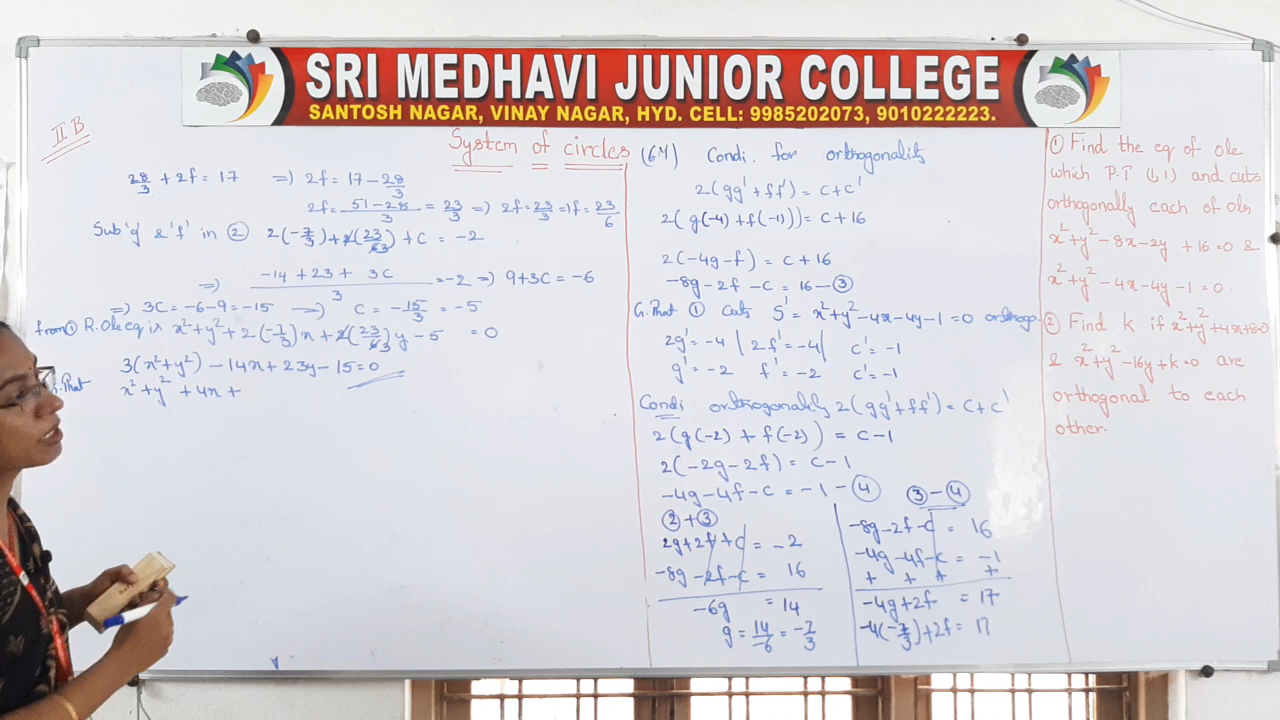 SRI MEDHAVI JUNIOR COLLEGE
SANTOSH NAGAR, VINAY NAGAR, HYD. CELL: 9985202073, 9010222223.
II B
System of circles
28/3 + 2f = 17 => 2f = 17 - 28/3
2f = 51-28/3 = 23/3 => 2f = 23/3 => f = 23/6
Sub 'g' & 'f' in ② 2(-7/3) + 2(23/63) + c = -2
=> -14 + 23 + 3c/3 = -2 => 9+3c = -6
=> 3c = -6-9 = -15 => c = -15/3 = -5
from ① R. Ole eq is x²+y²+2(-7/3)x + 2(23/63)y - 5 = 0
3(x²+y²) - 14x + 23y - 15 = 0
G. That x²+y² + 4x +
(6M) Condi. for orthogonality
2(gg'+ff') = c+c'
2(g(-4)+f(-1)) = c+16
2(-4g-f) = c+16
-8g-2f-c = 16 - ③
G. That ① cuts S' = x²+y²-4x-4y-1=0 orthogo.
2g' = -4 | 2f' = -4 | c' = -1
g' = -2 f' = -2 c' = -1
Condi orthogonality 2(gg'+ff') = c+c'
2(g(-2) + f(-2)) = c-1
2(-2g-2f) = c-1
-4g-4f-c = -1 - ④
②+③
2g+2f+c = -2
-8g-2f-c = 16
-6g = 14
g = 14/-6 = -7/3
③-④
-8g-2f-c = 16
-4g-4f-c = -1
+ + + +
-4g+2f = 17
-4(-7/3)+2f = 17
① Find the eq of Ole
which P.T (1,1) and cuts
orthogonally each of Oles
x²+y²-8x-2y+16=0 &
x²+y²-4x-4y-1=0.
② Find k if x²+y²+4x+8=0
& x²+y²-16y+k=0 are
orthogonal to each
other.